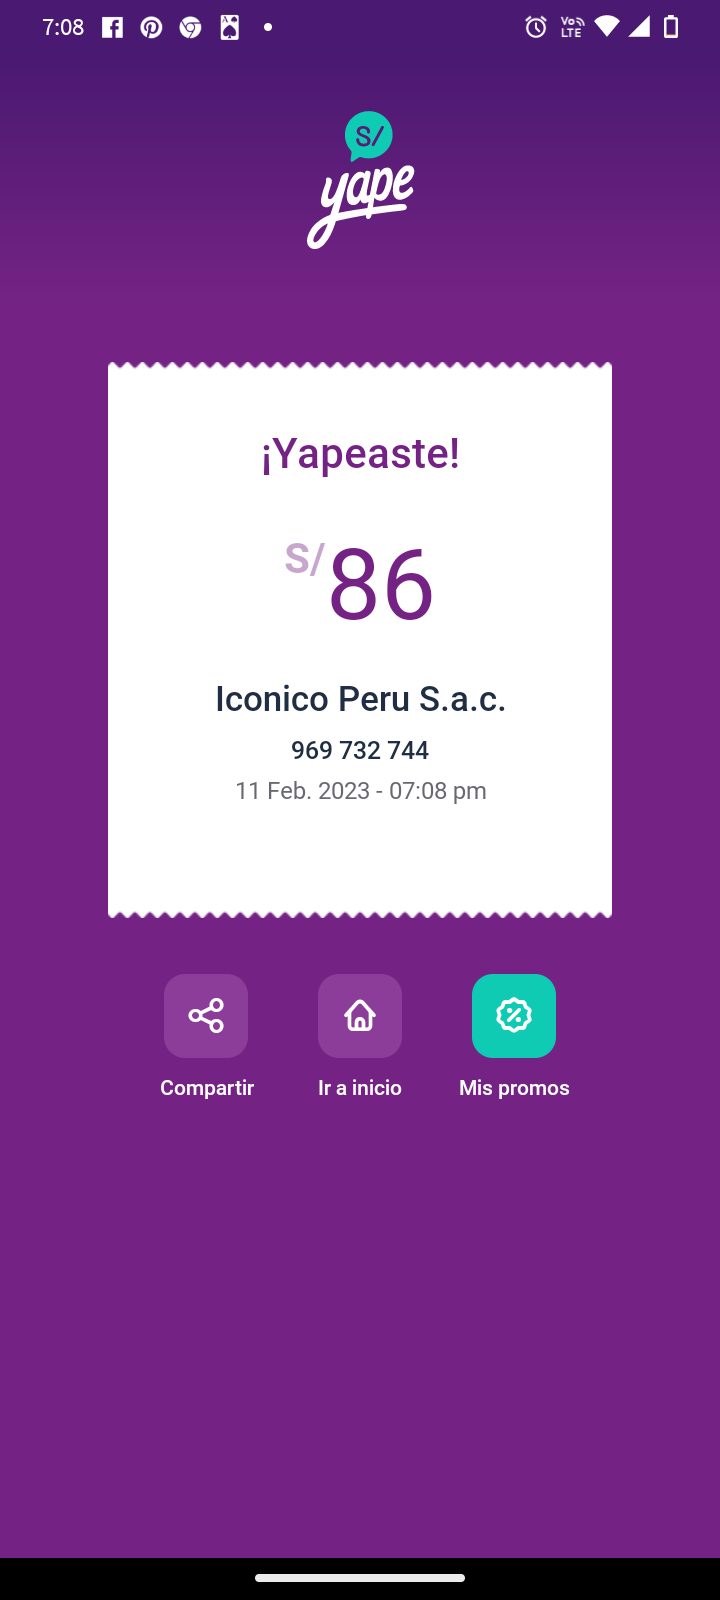 7:08
Vo LTE
S/
yape
¡Yapeaste!
S/ 86
Iconico Peru S.a.c.
969 732 744
11 Feb. 2023 - 07:08 pm
Compartir Ir a inicio Mis promos